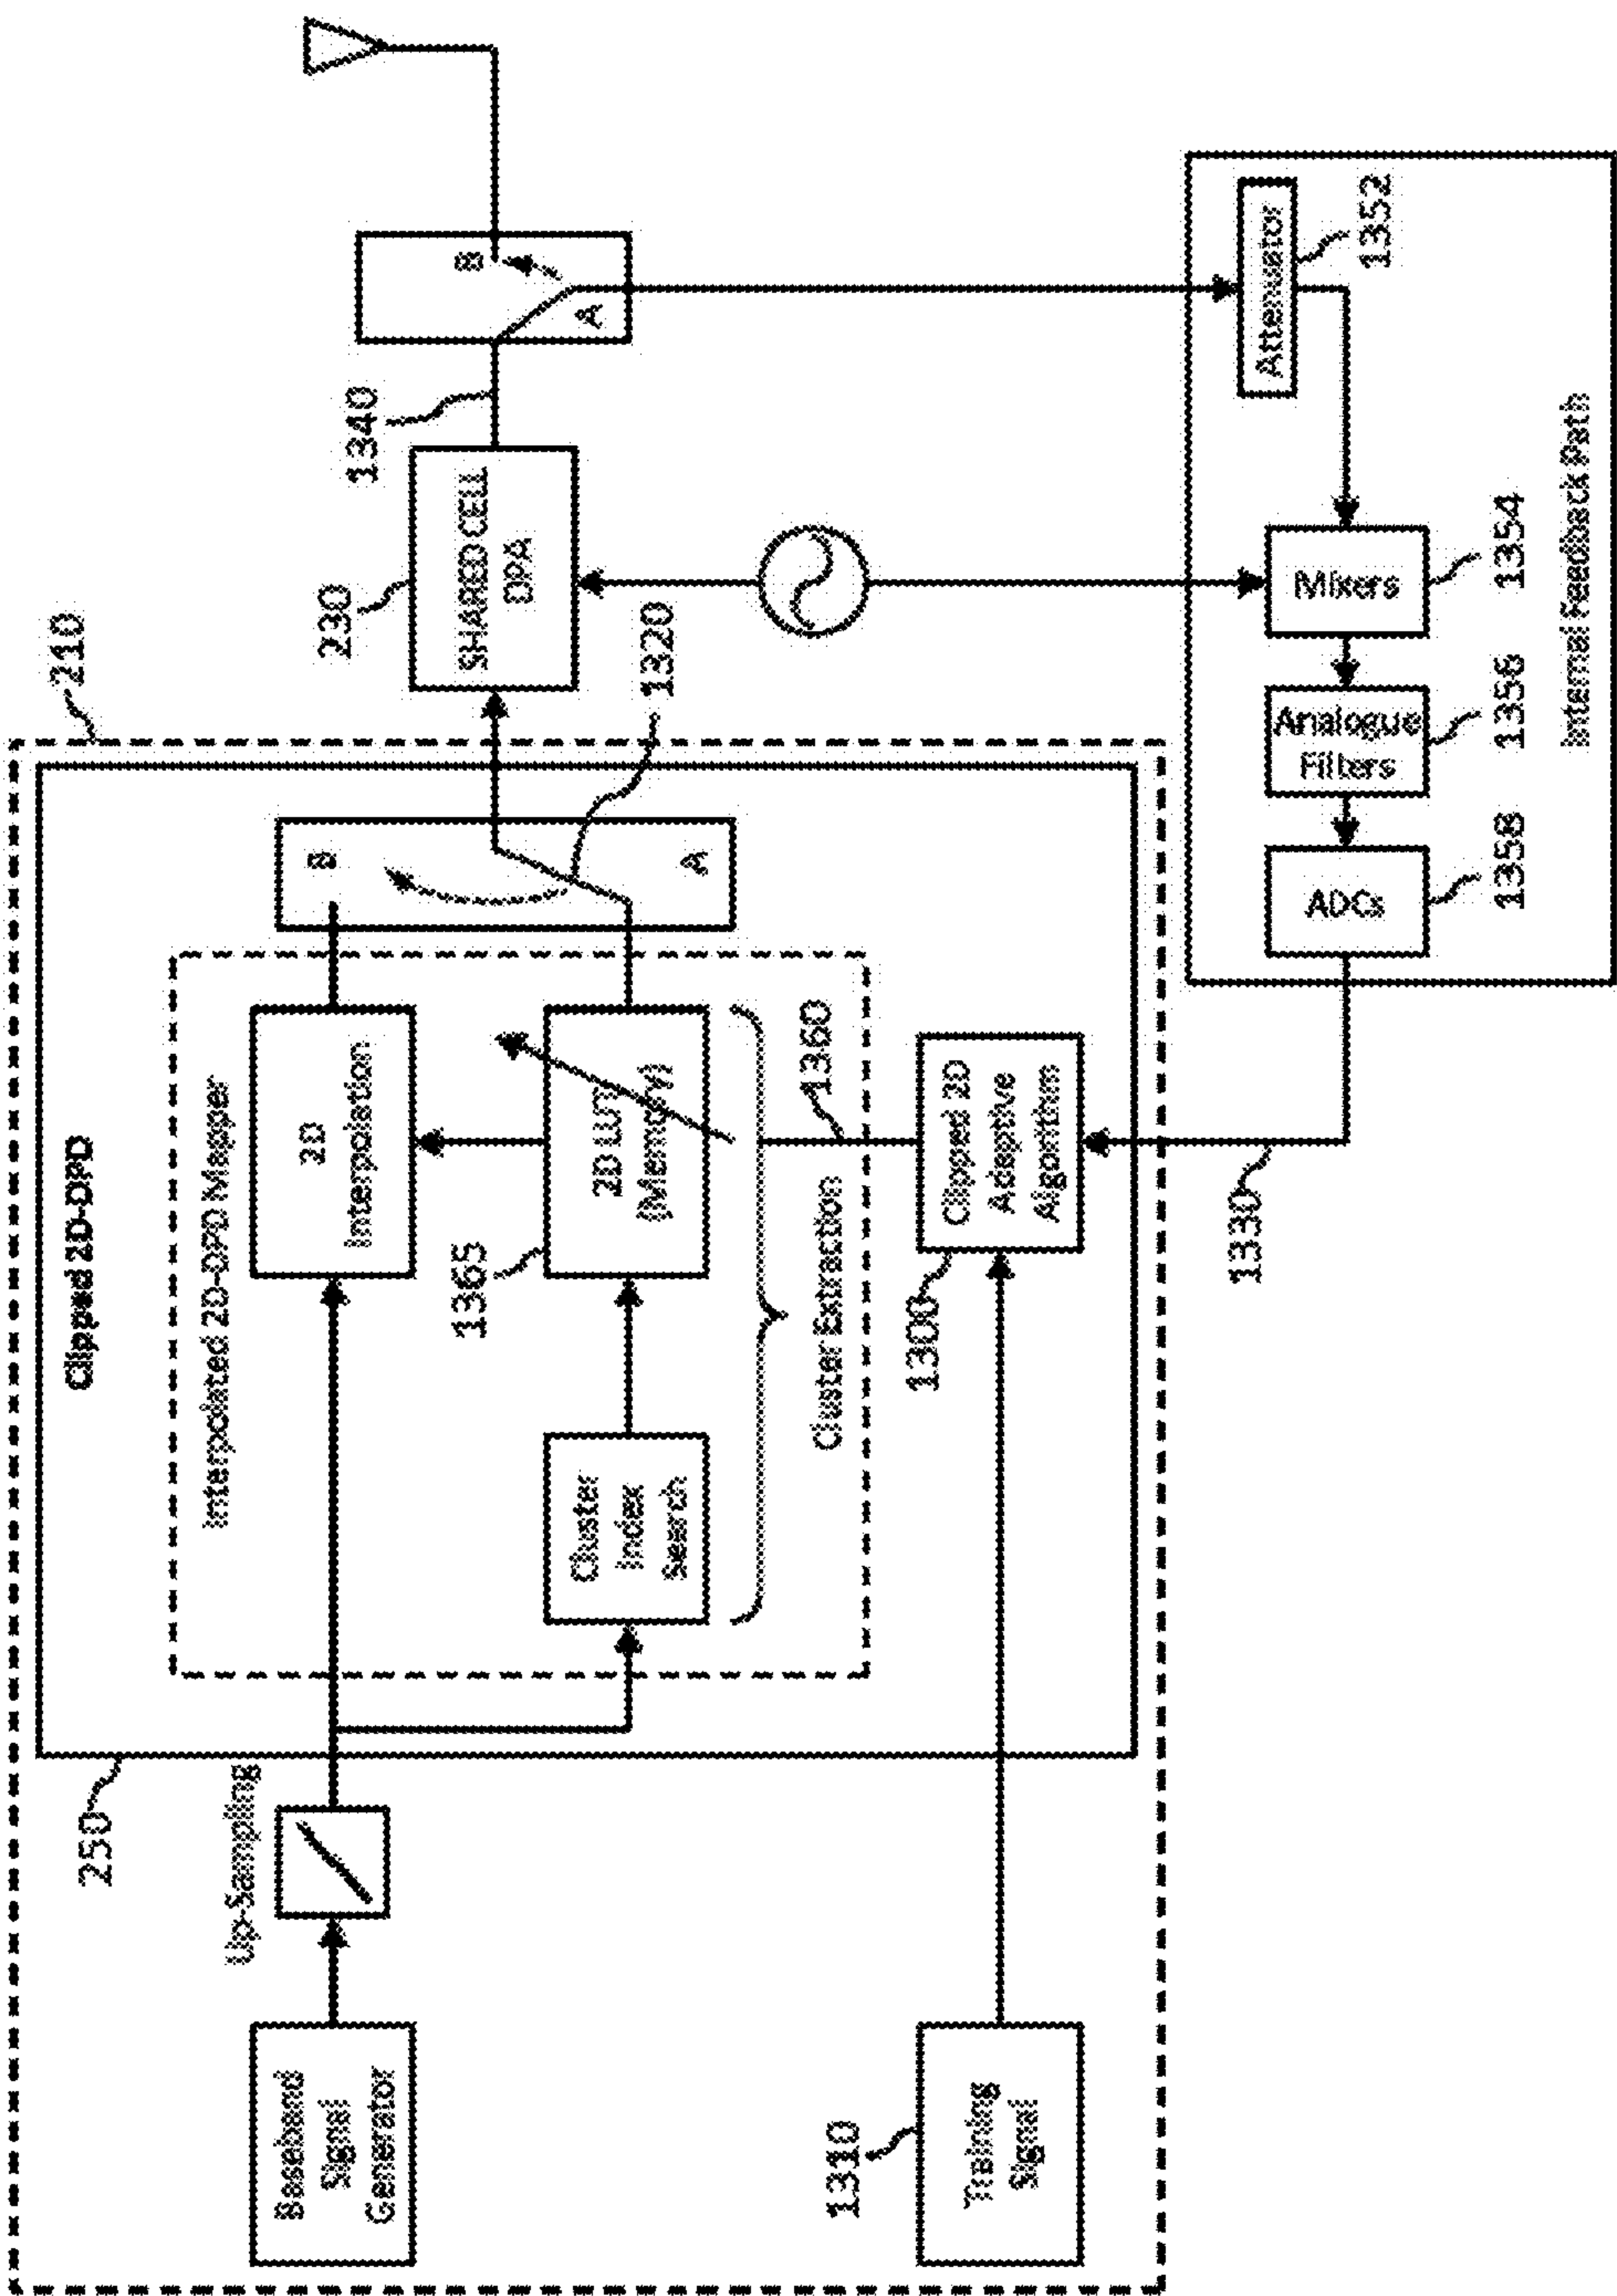 210
Clipped 2D-DPD
250
Up-Sampling
Baseband
Signal
Generator
Interpolated 2D-DPD Mapper
2D
Interpolation
1365
2D LUT
(Memory)
Cluster
Index
Search
Cluster Extraction
1360
B
A
1320
230
SHARED CELL
DPA
1340
B
A
1310
Training
Signal
1300
Clipped 2D
Adaptive
Algorithm
1330
Attenuator
1352
Mixers
1354
Analogue
Filters
1356
ADCs
1358
Internal Feedback Path